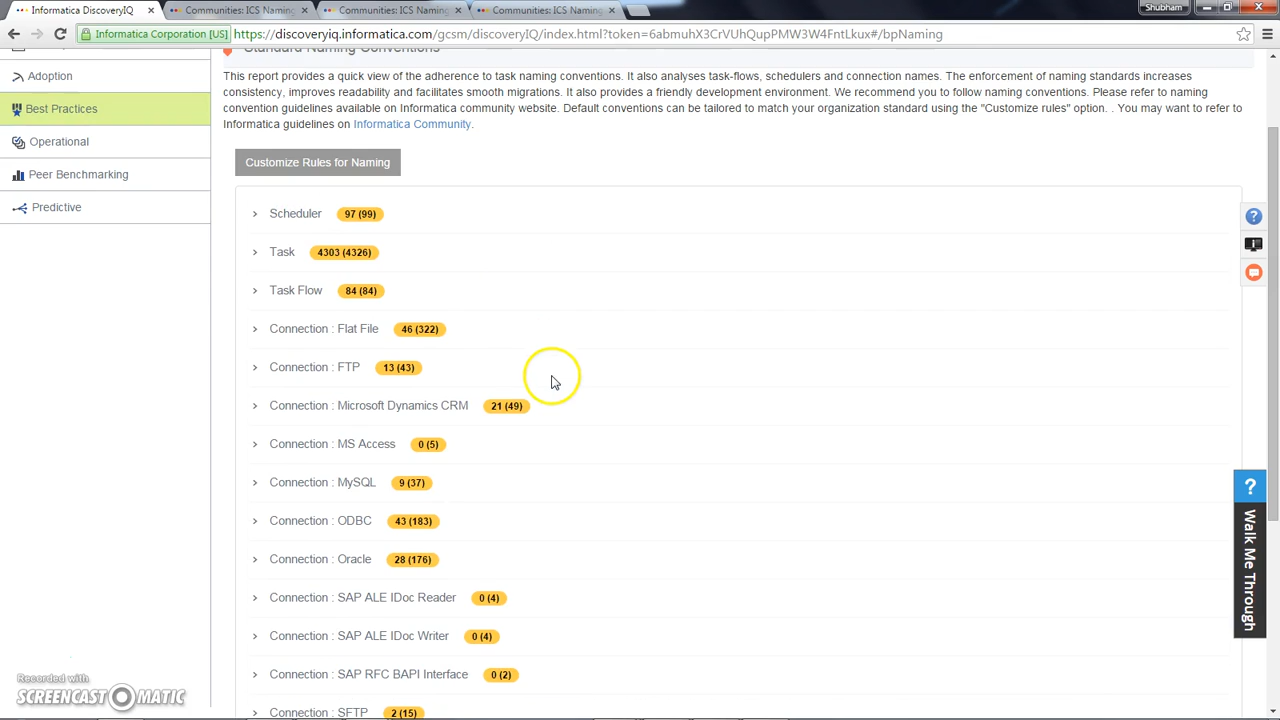 Informatica DiscoveryIQ
Communities: ICS Naming
Communities: ICS Naming
Communities: ICS Naming
Shubham
Informatica Corporation [US]
https://discoveryiq.informatica.com/gcsm/discoveryIQ/index.html?token=6abmuhX3CrVUhQupPMW3W4FntLkux#/bpNaming
Standard Naming Conventions
Adoption
Best Practices
Operational
Peer Benchmarking
Predictive
This report provides a quick view of the adherence to task naming conventions. It also analyses task-flows, schedulers and connection names. The enforcement of naming standards increases
consistency, improves readability and facilitates smooth migrations. It also provides a friendly development environment. We recommend you to follow naming conventions. Please refer to naming
convention guidelines available on Informatica community website. Default conventions can be tailored to match your organization standard using the "Customize rules" option. . You may want to refer to
Informatica guidelines on Informatica Community.
Customize Rules for Naming
Scheduler 97 (99)
Task 4303 (4326)
Task Flow 84 (84)
Connection : Flat File 46 (322)
Connection : FTP 13 (43)
Connection : Microsoft Dynamics CRM 21 (49)
Connection : MS Access 0 (5)
Connection : MySQL 9 (37)
Connection : ODBC 43 (183)
Connection : Oracle 28 (176)
Connection : SAP ALE IDoc Reader 0 (4)
Connection : SAP ALE IDoc Writer 0 (4)
Connection : SAP RFC BAPI Interface 0 (2)
Connection : SFTP 2 (15)
? Walk Me Through
Recorded with
SCREENCAST-O-MATIC